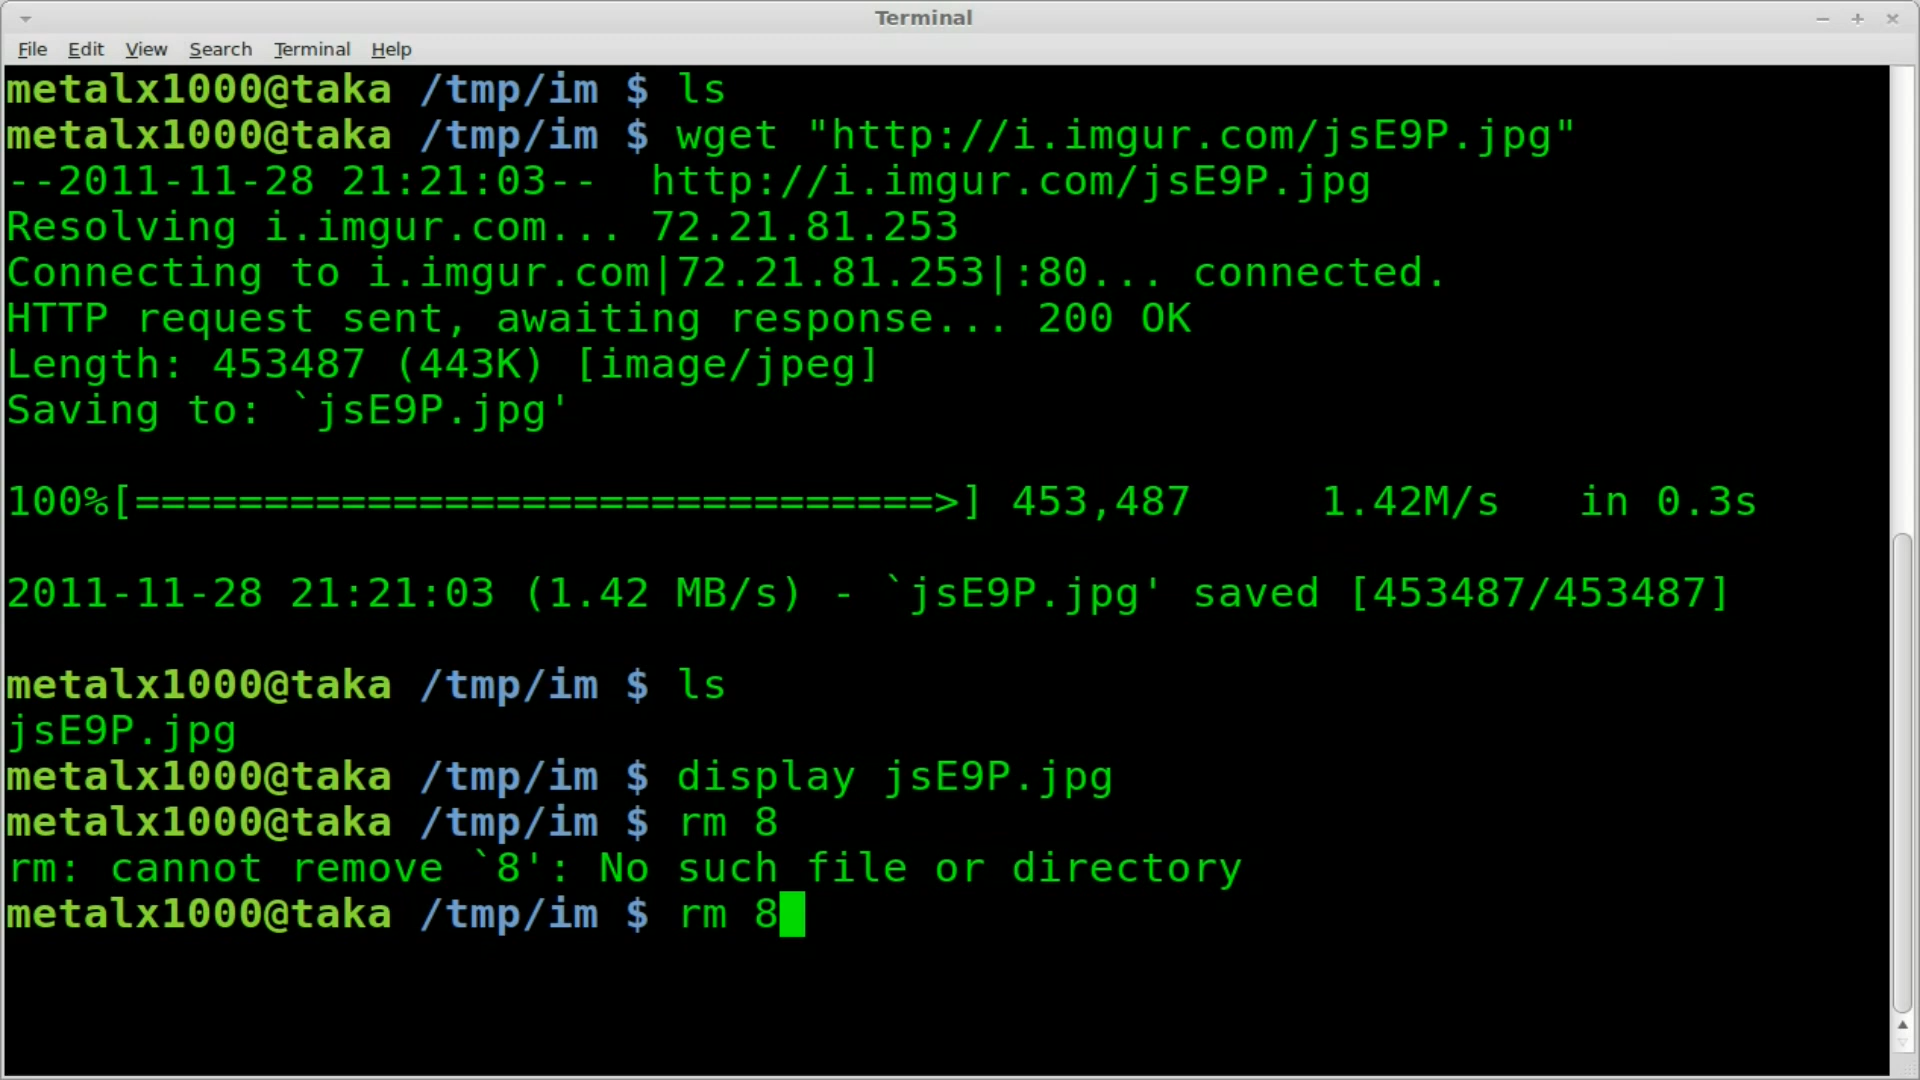 Terminal
File Edit View Search Terminal Help
metalx1000@taka /tmp/im $ ls
metalx1000@taka /tmp/im $ wget "http://i.imgur.com/jsE9P.jpg"
--2011-11-28 21:21:03--  http://i.imgur.com/jsE9P.jpg
Resolving i.imgur.com... 72.21.81.253
Connecting to i.imgur.com|72.21.81.253|:80... connected.
HTTP request sent, awaiting response... 200 OK
Length: 453487 (443K) [image/jpeg]
Saving to: `jsE9P.jpg'
100%[===============================>] 453,487     1.42M/s   in 0.3s
2011-11-28 21:21:03 (1.42 MB/s) - `jsE9P.jpg' saved [453487/453487]
metalx1000@taka /tmp/im $ ls
jsE9P.jpg
metalx1000@taka /tmp/im $ display jsE9P.jpg
metalx1000@taka /tmp/im $ rm 8
rm: cannot remove `8': No such file or directory
metalx1000@taka /tmp/im $ rm 8